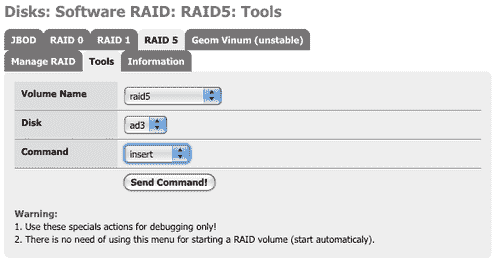 Disks: Software RAID: RAID5: Tools
JBOD RAID 0 RAID 1 RAID 5 Geom Vinum (unstable)
Manage RAID Tools Information
Volume Name raid5
Disk ad3
Command insert
Send Command!
Warning:
1. Use these specials actions for debugging only!
2. There is no need of using this menu for starting a RAID volume (start automaticaly).